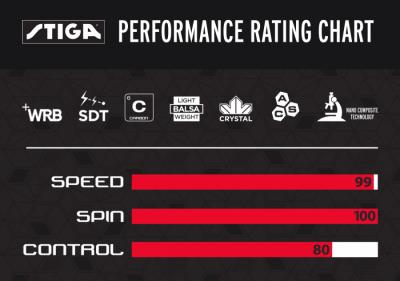 STIGA PERFORMANCE RATING CHART
+WRB
SDT
6
C
CARBON
LIGHT
BALSA
WEIGHT
CRYSTAL
A
C
S
NANO COMPOSITE
TECHNOLOGY
SPEED 99
SPIN 100
CONTROL 80